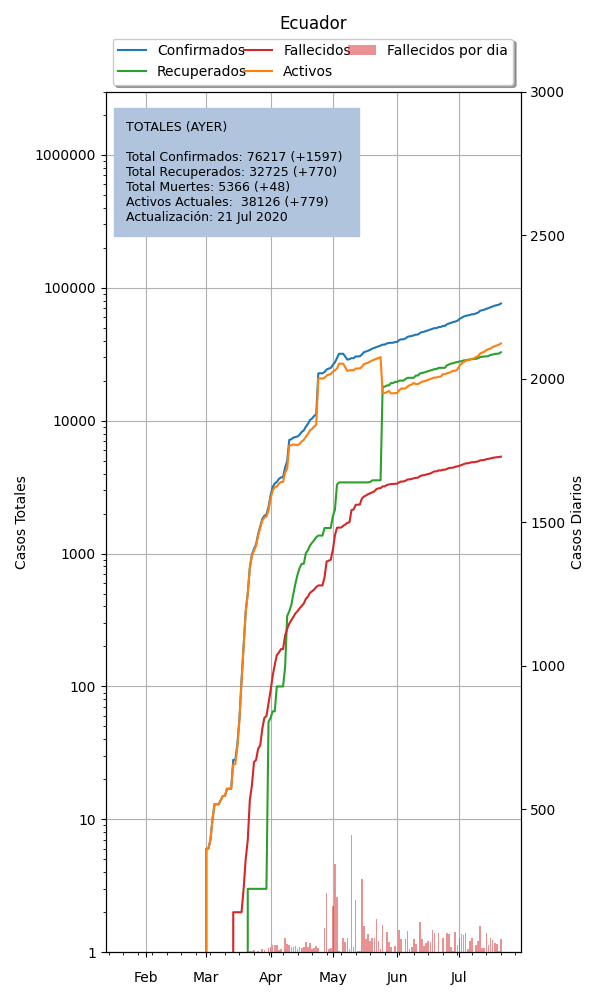 Ecuador
Confirmados
Fallecidos
Fallecidos por dia
Recuperados
Activos
TOTALES (AYER)
Total Confirmados: 76217 (+1597)
Total Recuperados: 32725 (+770)
Total Muertes: 5366 (+48)
Activos Actuales:  38126 (+779)
Actualización: 21 Jul 2020
Casos Totales
1000000
100000
10000
1000
100
10
1
3000
2500
2000
1500
1000
500
Casos Diarios
Feb
Mar
Apr
May
Jun
Jul